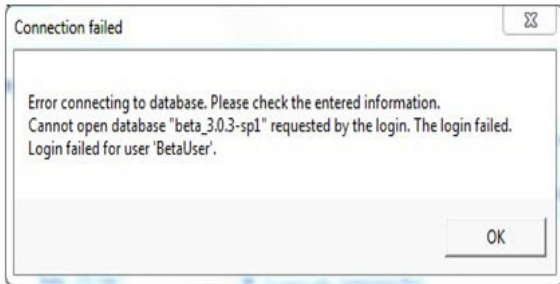 Connection failed
Error connecting to database. Please check the entered information.
Cannot open database "beta_3.0.3-sp1" requested by the login. The login failed.
Login failed for user 'BetaUser'.
OK